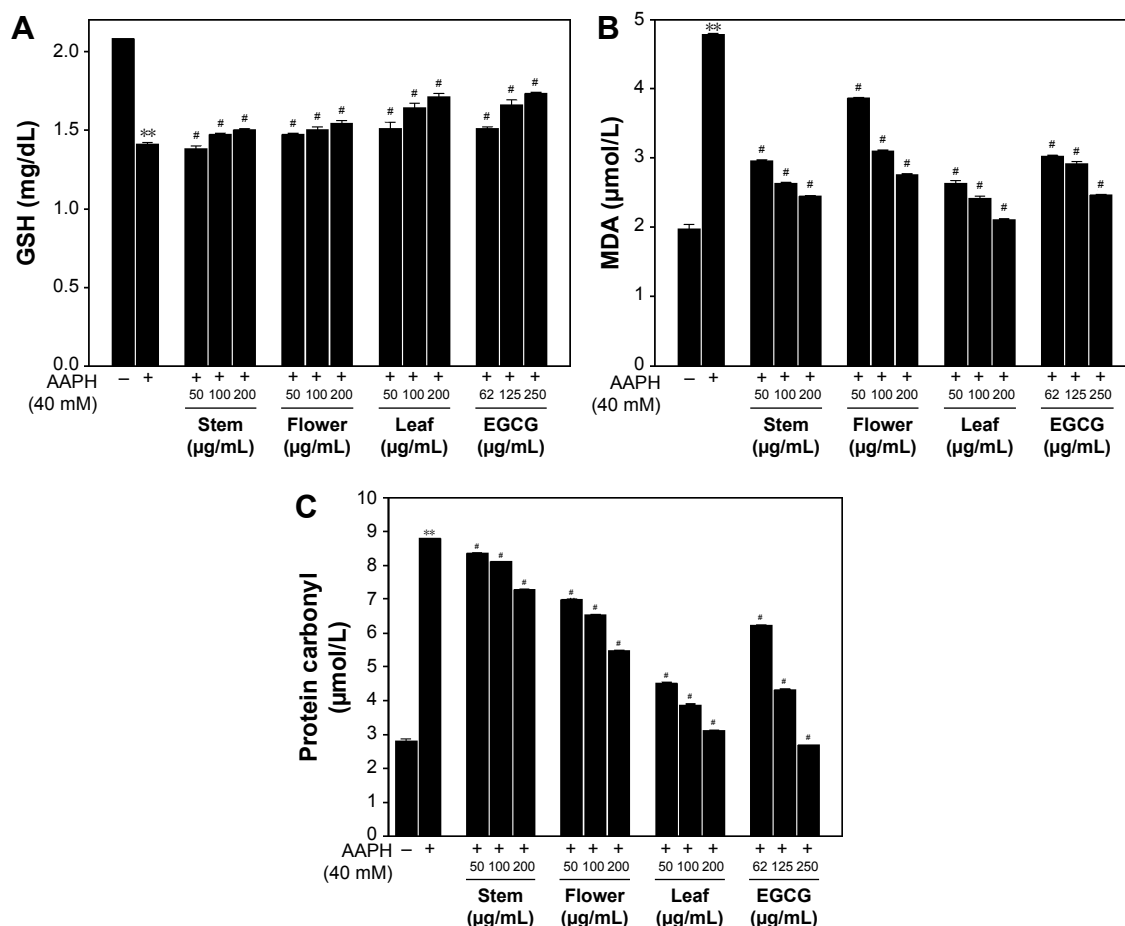 A
GSH (mg/dL)
2.0
1.5
1.0
0.5
0.0
**
# # # # # # # # # # # #
AAPH – + + + + + + + + + + + + +
(40 mM) 50 100 200 50 100 200 50 100 200 62 125 250
Stem Flower Leaf EGCG
(µg/mL) (µg/mL) (µg/mL) (µg/mL)
B
MDA (µmol/L)
5
4
3
2
1
0
**
# # # # # # # # # # # #
AAPH – + + + + + + + + + + + + +
(40 mM) 50 100 200 50 100 200 50 100 200 62 125 250
Stem Flower Leaf EGCG
(µg/mL) (µg/mL) (µg/mL) (µg/mL)
C
Protein carbonyl
(µmol/L)
10
9
8
7
6
5
4
3
2
1
0
**
# # # # # # # # # # # #
AAPH – + + + + + + + + + + + + +
(40 mM) 50 100 200 50 100 200 50 100 200 62 125 250
Stem Flower Leaf EGCG
(µg/mL) (µg/mL) (µg/mL) (µg/mL)